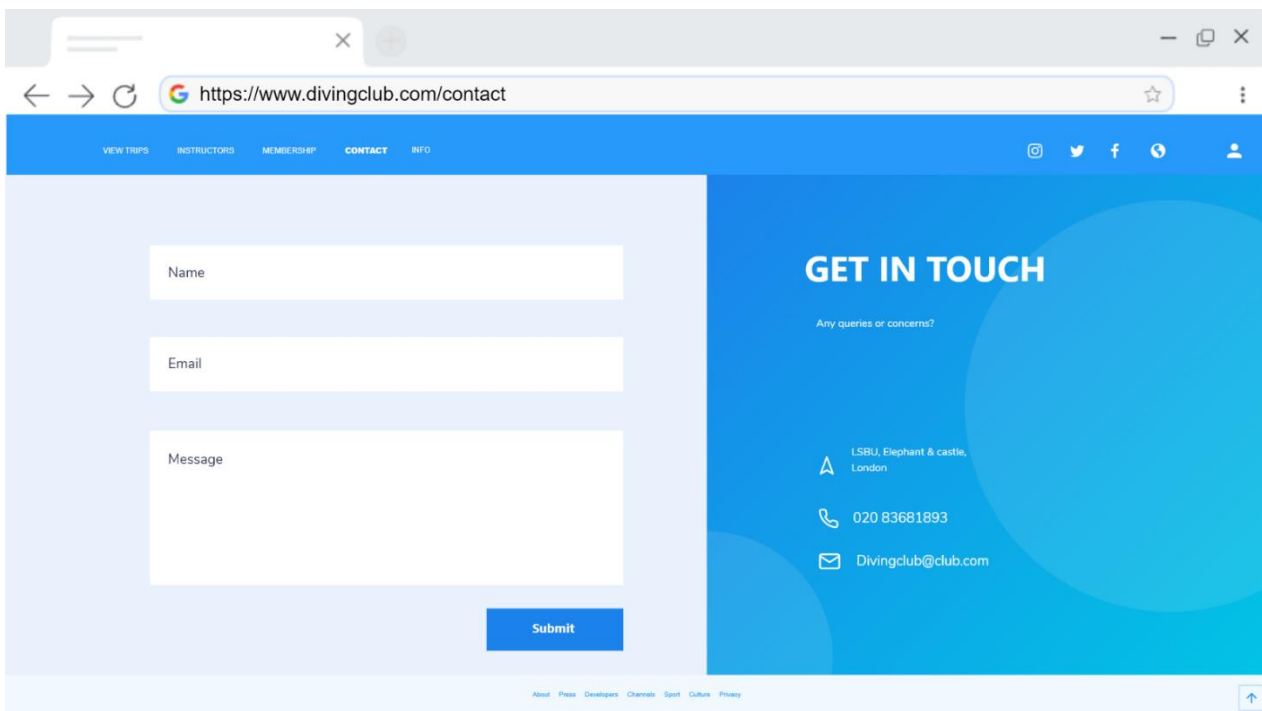 https://www.divingclub.com/contact
VIEW TRIPS INSTRUCTORS MEMBERSHIP CONTACT INFO
Name
Email
Message
Submit
GET IN TOUCH
Any queries or concerns?
LSBU, Elephant & castle,
London
020 83681893
Divingclub@club.com
About Press Developers Channels Sport Culture Privacy